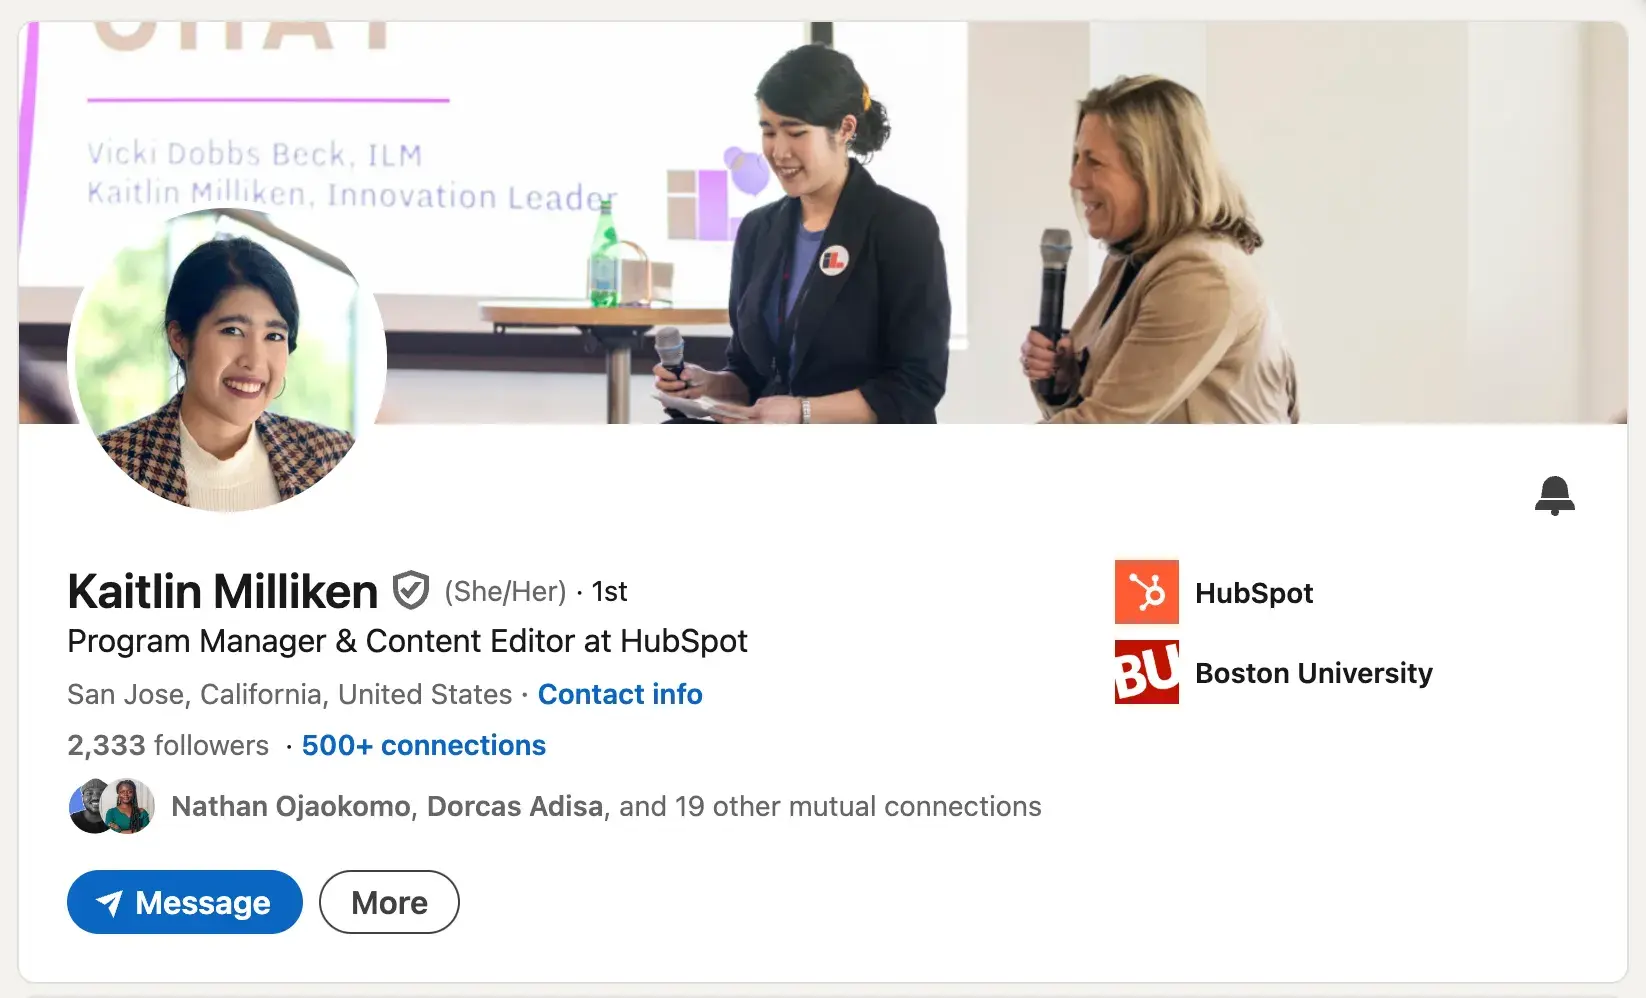 CHAT
Vicki Dobbs Beck, ILM
Kaitlin Milliken, Innovation Leader
iL
Kaitlin Milliken (She/Her) · 1st
Program Manager & Content Editor at HubSpot
San Jose, California, United States · Contact info
2,333 followers · 500+ connections
Nathan Ojaokomo, Dorcas Adisa, and 19 other mutual connections
Message
More
HubSpot
BU
Boston University